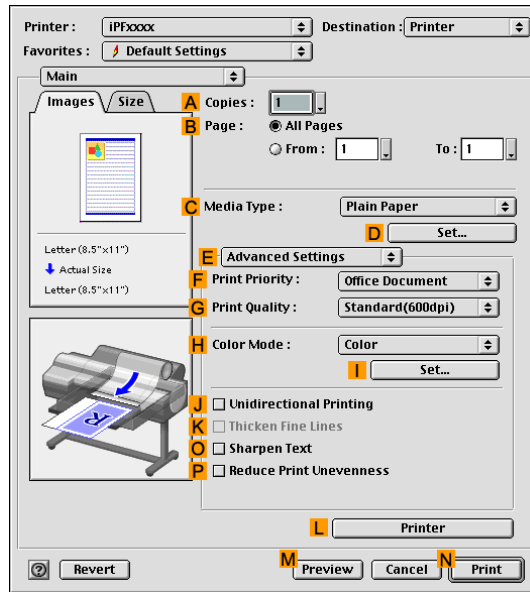 Printer : iPFxxxx Destination : Printer
Favorites : Default Settings
Main
Images Size
A Copies : 1
B Page : All Pages
From : 1 To : 1
C Media Type : Plain Paper
D Set...
Letter (8.5"x11")
Actual Size
Letter (8.5"x11")
E Advanced Settings
F Print Priority : Office Document
G Print Quality : Standard(600dpi)
H Color Mode : Color
I Set...
R
J Unidirectional Printing
K Thicken Fine Lines
O Sharpen Text
P Reduce Print Unevenness
L Printer
? Revert M Preview Cancel N Print